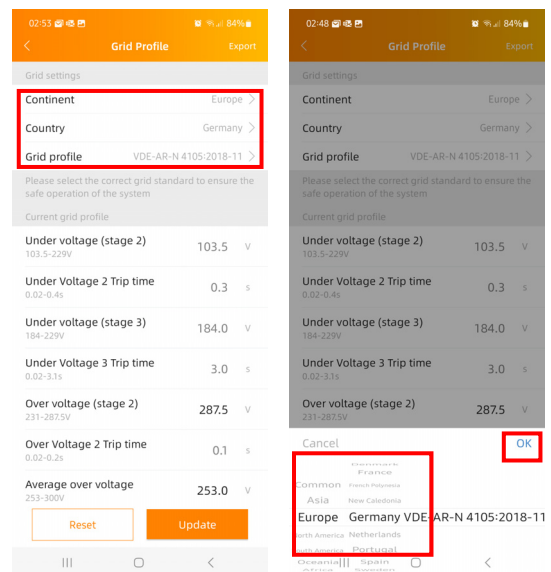 02:53 84%
< Grid Profile Export
Grid settings
Continent Europe >
Country Germany >
Grid profile VDE-AR-N 4105:2018-11 >
Please select the correct grid standard to ensure the
safe operation of the system
Current grid profile
Under voltage (stage 2) 103.5 V
103.5-229V
Under Voltage 2 Trip time 0.3 s
0.02-0.4s
Under voltage (stage 3) 184.0 V
184-229V
Under Voltage 3 Trip time 3.0 s
0.02-3.1s
Over voltage (stage 2) 287.5 V
231-287.5V
Over Voltage 2 Trip time 0.1 s
0.02-0.2s
Average over voltage 253.0 V
253-300V
Reset Update
02:48 84%
< Grid Profile Export
Grid settings
Continent Europe >
Country Germany >
Grid profile VDE-AR-N 4105:2018-11 >
Please select the correct grid standard to ensure the
safe operation of the system
Current grid profile
Under voltage (stage 2) 103.5 V
103.5-229V
Under Voltage 2 Trip time 0.3 s
0.02-0.4s
Under voltage (stage 3) 184.0 V
184-229V
Under Voltage 3 Trip time 3.0 s
0.02-3.1s
Over voltage (stage 2) 287.5 V
231-287.5V
Cancel OK
Denmark
France
Common French Polynesia
Asia New Caledonia
Europe Germany VDE-AR-N 4105:2018-11
North America Netherlands
South America Portugal
Oceania Spain
Africa Sweden